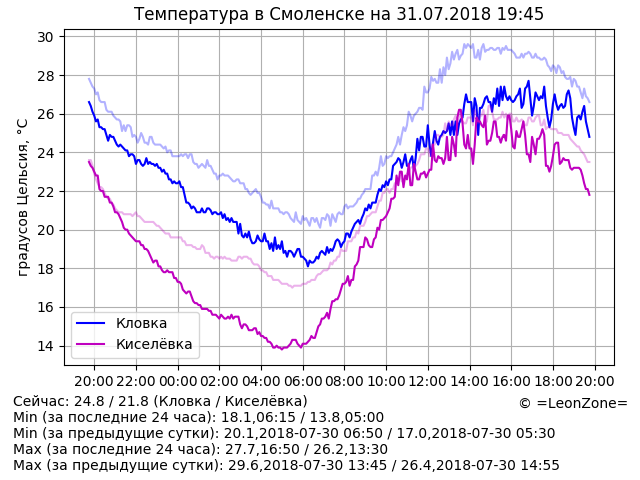 Температура в Смоленске на 31.07.2018 19:45
градусов Цельсия, °C
30
28
26
24
22
20
18
16
14
Кловка
Киселёвка
20:00 22:00 00:00 02:00 04:00 06:00 08:00 10:00 12:00 14:00 16:00 18:00 20:00
Сейчас: 24.8 / 21.8 (Кловка / Киселёвка)
© =LeonZone=
Min (за последние 24 часа): 18.1,06:15 / 13.8,05:00
Min (за предыдущие сутки): 20.1,2018-07-30 06:50 / 17.0,2018-07-30 05:30
Max (за последние 24 часа): 27.7,16:50 / 26.2,13:30
Max (за предыдущие сутки): 29.6,2018-07-30 13:45 / 26.4,2018-07-30 14:55